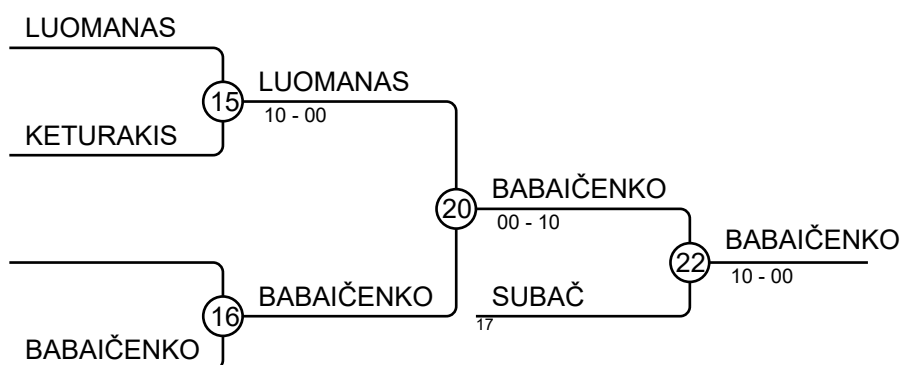 LUOMANAS
15
LUOMANAS
10 - 00
KETURAKIS
20
BABAIČENKO
00 - 10
22
BABAIČENKO
10 - 00
16
BABAIČENKO
SUBAČ
17
BABAIČENKO